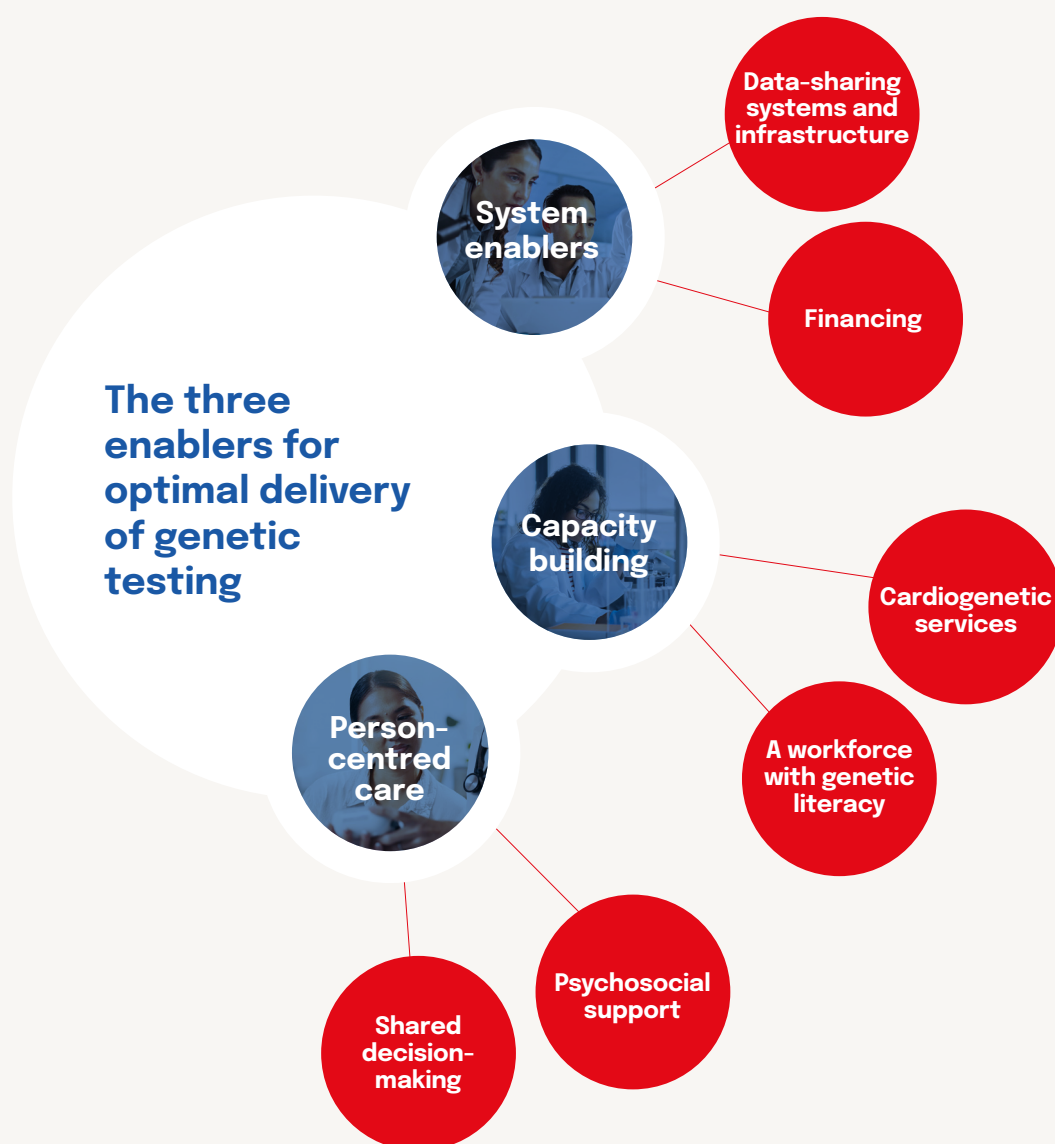 The three
enablers for
optimal delivery
of genetic
testing
System
enablers
Data-sharing
systems and
infrastructure
Financing
Capacity
building
Cardiogenetic
services
A workforce
with genetic
literacy
Person-
centred
care
Psychosocial
support
Shared
decision-
making